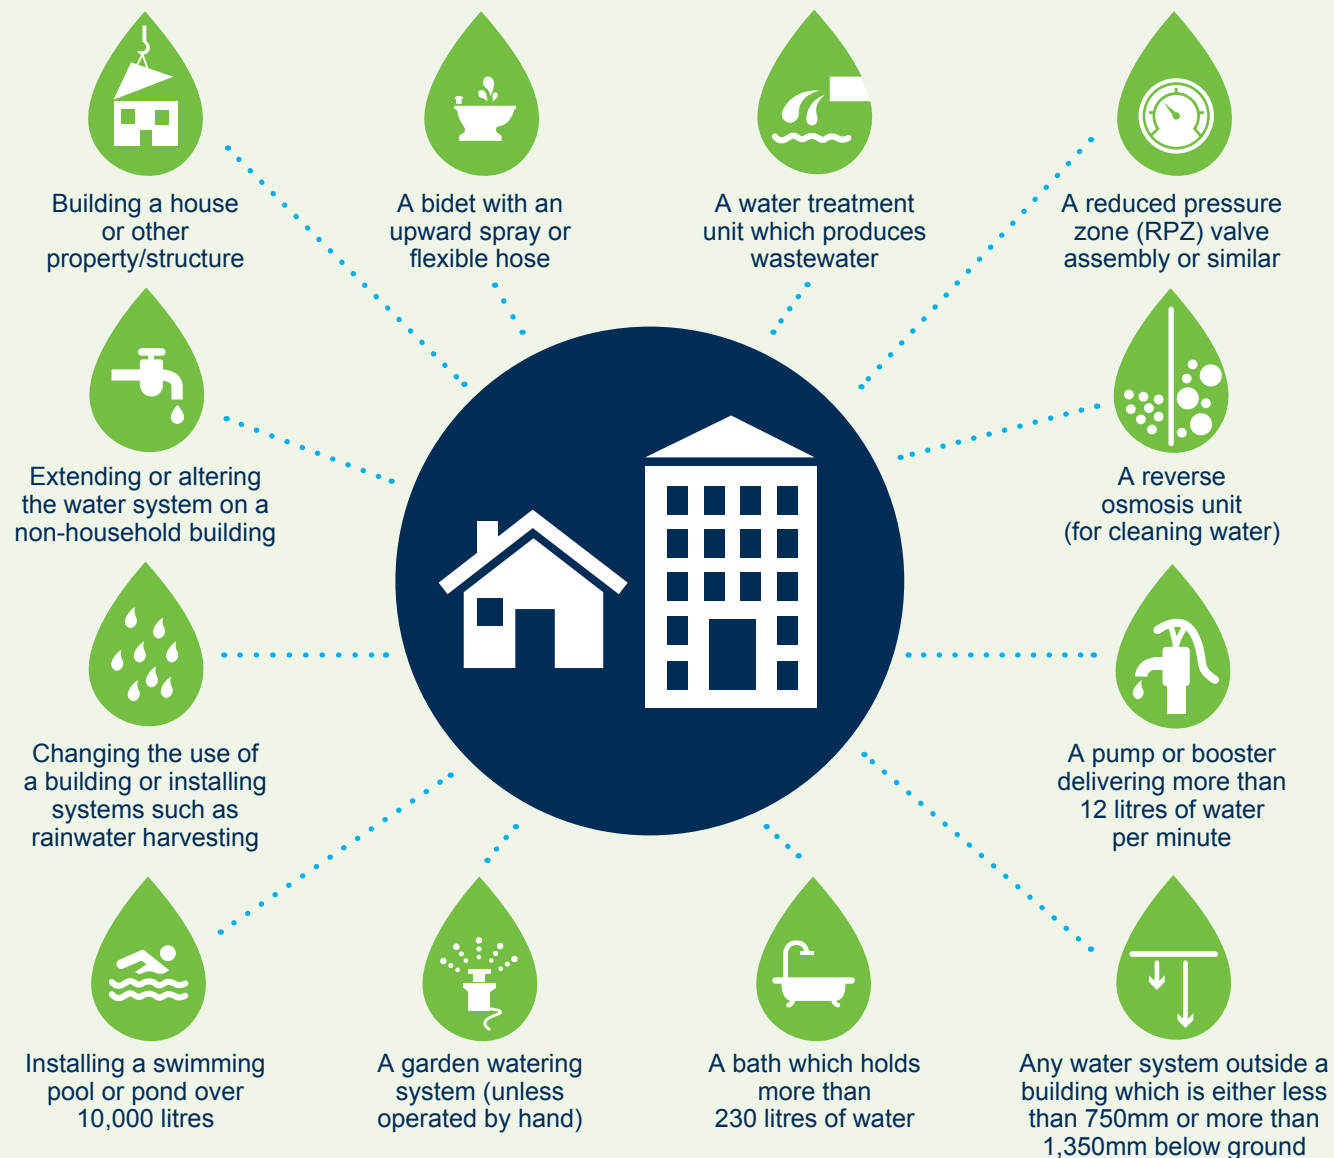 Building a house
or other
property/structure
A bidet with an
upward spray or
flexible hose
A water treatment
unit which produces
wastewater
A reduced pressure
zone (RPZ) valve
assembly or similar
Extending or altering
the water system on a
non-household building
A reverse
osmosis unit
(for cleaning water)
Changing the use of
a building or installing
systems such as
rainwater harvesting
A pump or booster
delivering more than
12 litres of water
per minute
Installing a swimming
pool or pond over
10,000 litres
A garden watering
system (unless
operated by hand)
A bath which holds
more than
230 litres of water
Any water system outside a
building which is either less
than 750mm or more than
1,350mm below ground